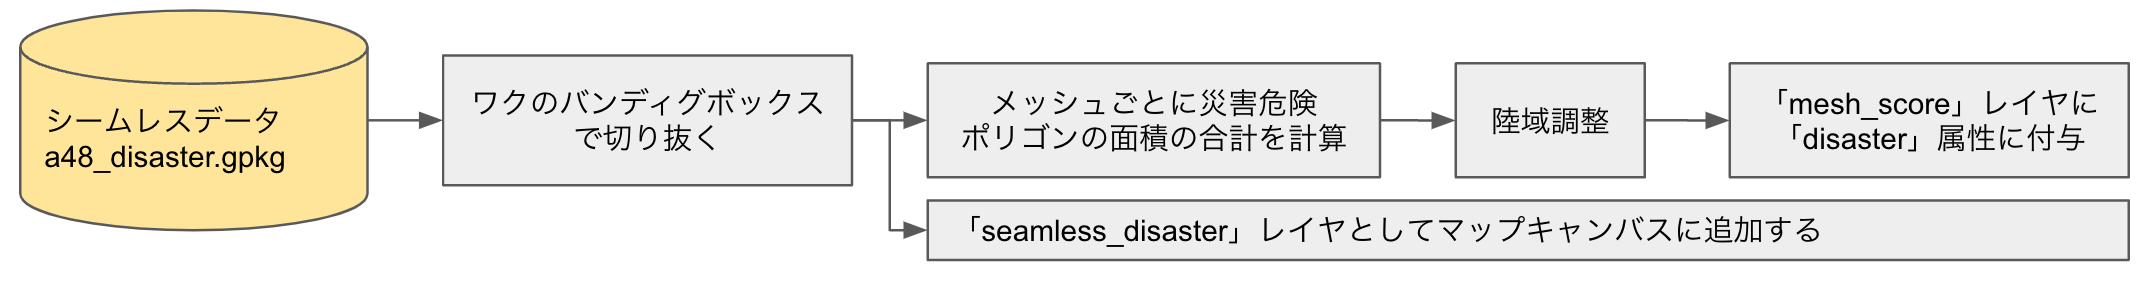 シームレスデータ
a48_disaster.gpkg
ワクのバンディグボックス
で切り抜く
メッシュごとに災害危険
ポリゴンの面積の合計を計算
陸域調整
「mesh_score」レイヤに
「disaster」属性に付与
「seamless_disaster」レイヤとしてマップキャンバスに追加する